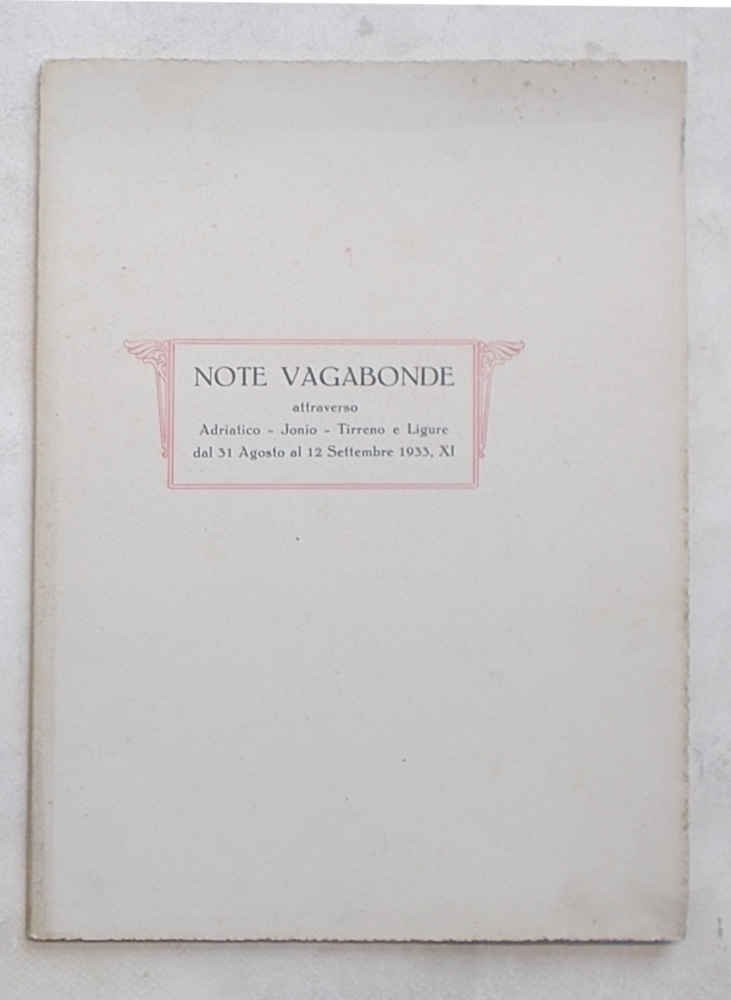 NOTE VAGABONDE
attraverso
Adriatico - Jonio - Tirreno e Ligure
dal 31 Agosto al 12 Settembre 1933, XI